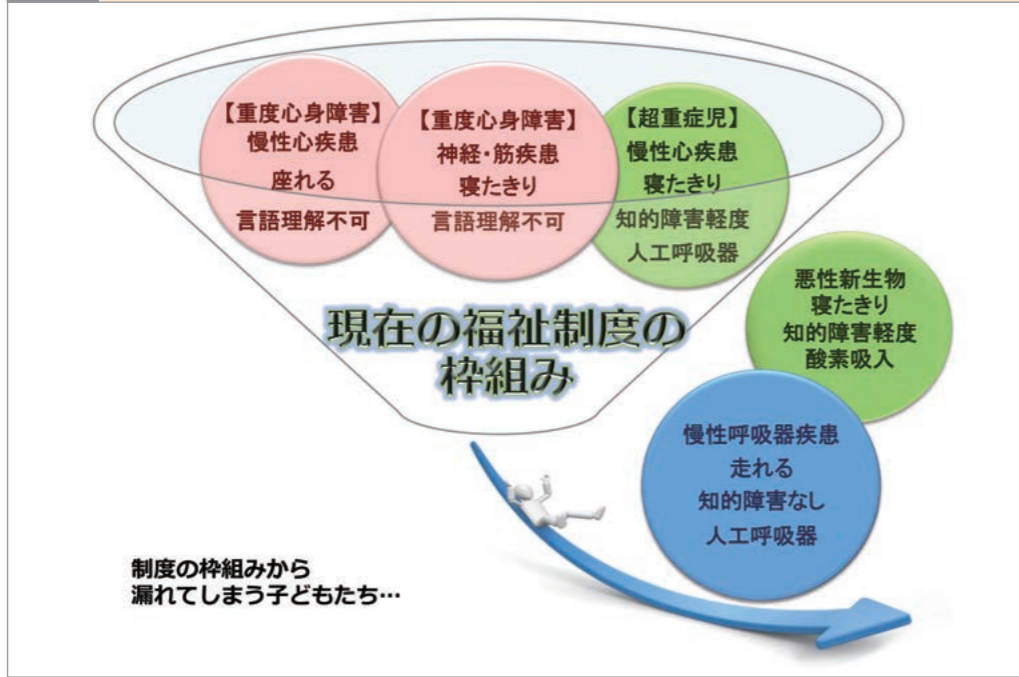 【重度心身障害】
慢性心疾患
座れる
言語理解不可
【重度心身障害】
神経・筋疾患
寝たきり
言語理解不可
【超重症児】
慢性心疾患
寝たきり
知的障害軽度
人工呼吸器
悪性新生物
寝たきり
知的障害軽度
酸素吸入
現在の福祉制度の
枠組み
慢性呼吸器疾患
走れる
知的障害なし
人工呼吸器
制度の枠組みから
漏れてしまう子どもたち…